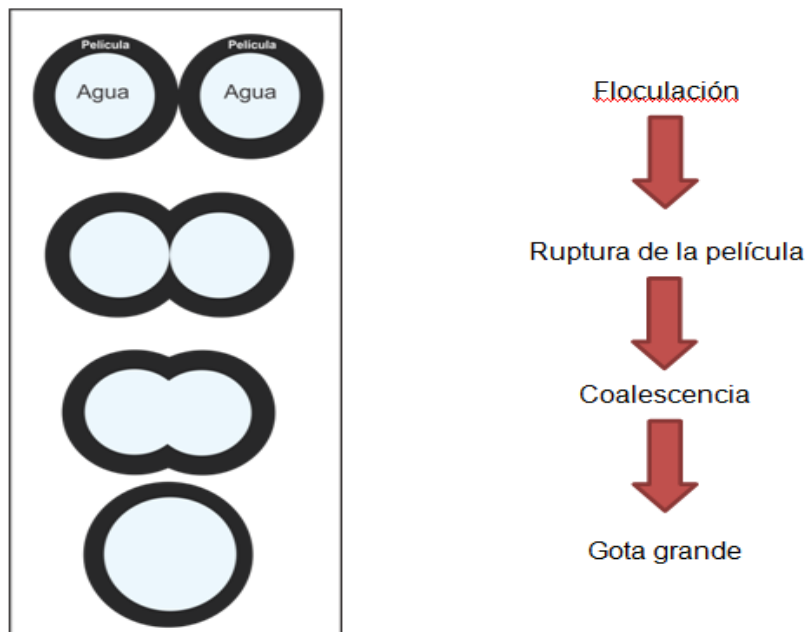 Película
Película
Agua
Agua
Floculación
Ruptura de la película
Coalescencia
Gota grande